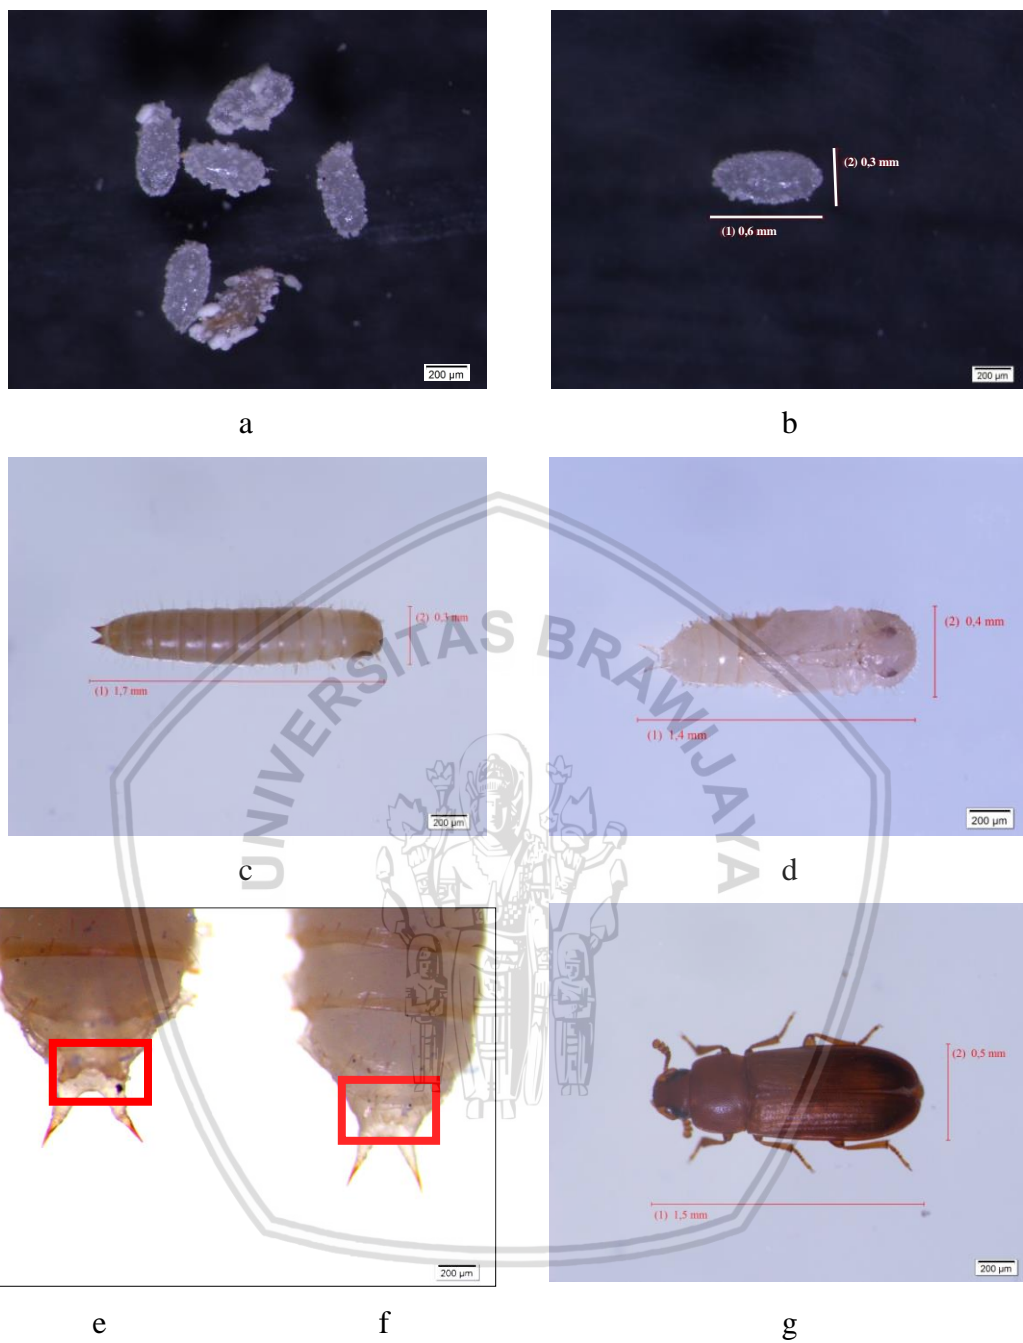 (2) 0,3 mm
(1) 0,6 mm
200 µm
200 µm
a
b
(2) 0,3 mm
(1) 1,7 mm
(2) 0,4 mm
(1) 1,4 mm
200 µm
200 µm
UNIVERSITAS BRAWIJAYA
c
d
(2) 0,5 mm
(1) 1,5 mm
200 µm
200 µm
e
f
g